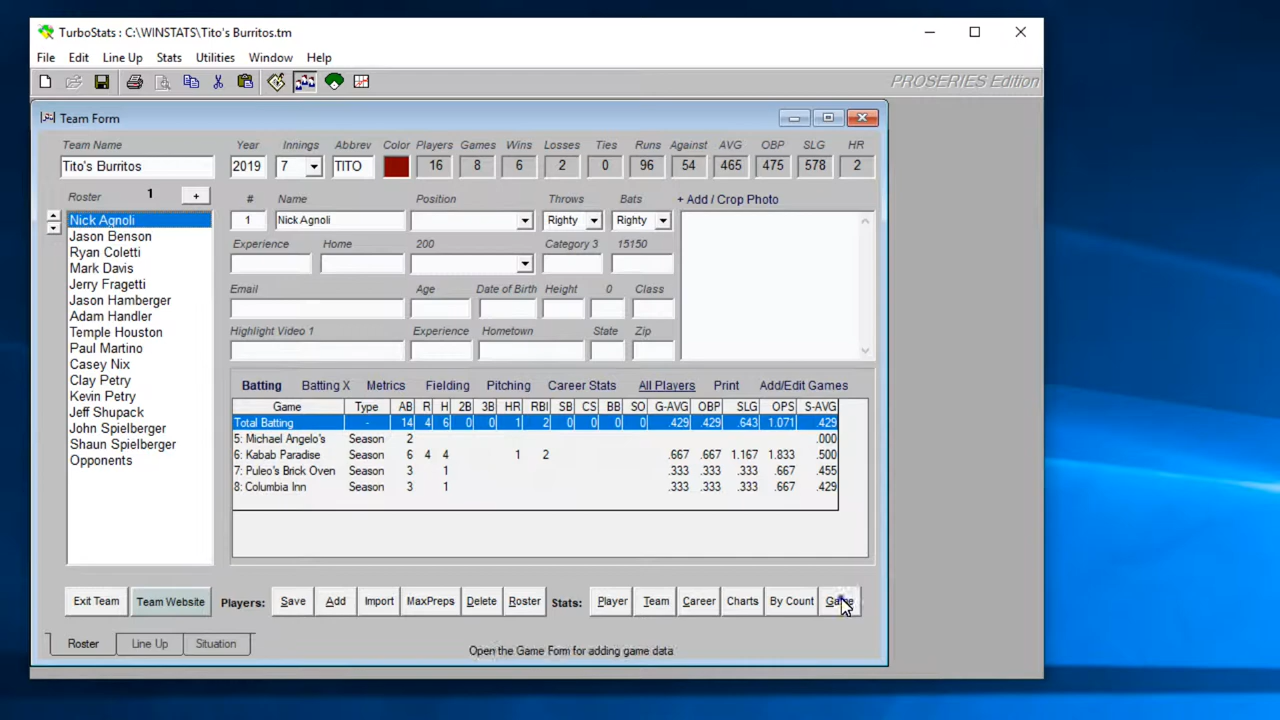 TurboStats : C:\WINSTATS\Tito's Burritos.tm
File Edit Line Up Stats Utilities Window Help
PROSERIES Edition
Team Form
Team Name Year Innings Abbrev Color Players Games Wins Losses Ties Runs Against AVG OBP SLG HR
Tito's Burritos 2019 7 TITO 16 8 6 2 0 96 54 465 475 578 2
Roster 1 + # Name Position Throws Bats + Add / Crop Photo
1 Nick Agnoli Righty Righty
Experience Home 200 Category 3 15150
Email Age Date of Birth Height 0 Class
Highlight Video 1 Experience Hometown State Zip
Nick Agnoli
Jason Benson
Ryan Coletti
Mark Davis
Jerry Fragetti
Jason Hamberger
Adam Handler
Temple Houston
Paul Martino
Casey Nix
Clay Petry
Kevin Petry
Jeff Shupack
John Spielberger
Shaun Spielberger
Opponents
Batting Batting X Metrics Fielding Pitching Career Stats All Players Print Add/Edit Games
Game Type AB R H 2B 3B HR RBI SB CS BB SO G-AVG OBP SLG OPS S-AVG
Total Batting - 14 4 6 0 0 1 2 0 0 0 0 .429 .429 .643 1.071 .429
5: Michael Angelo's Season 2 .000
6: Kabab Paradise Season 6 4 4 1 2 .667 .667 1.167 1.833 .500
7: Puleo's Brick Oven Season 3 1 .333 .333 .333 .667 .455
8: Columbia Inn Season 3 1 .333 .333 .333 .667 .429
Exit Team Team Website Players: Save Add Import MaxPreps Delete Roster Stats: Player Team Career Charts By Count Game
Roster Line Up Situation
Open the Game Form for adding game data